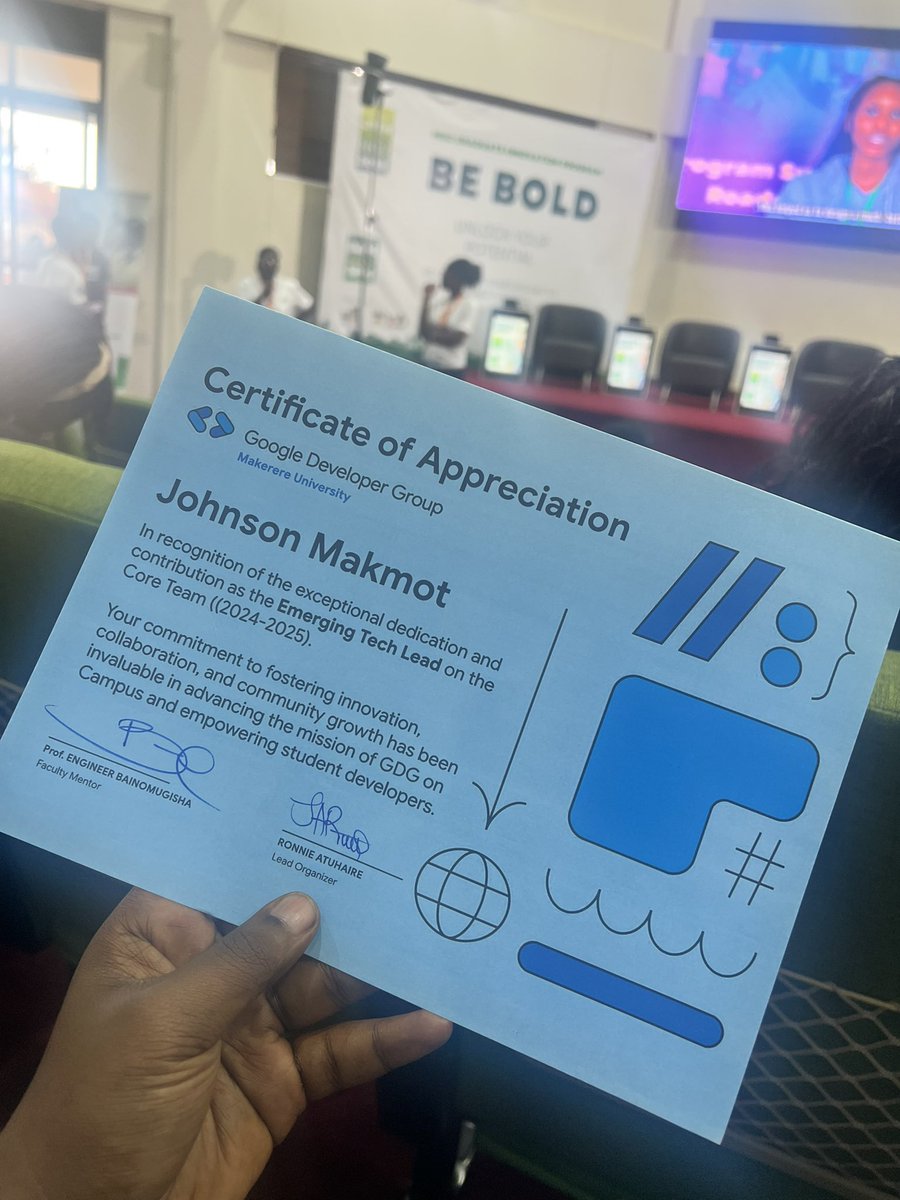 BE BOLD
UNLOCK YOUR
POTENTIAL
Certificate of Appreciation
Google Developer Group
Makerere University
Johnson Makmot
In recognition of the exceptional dedication and
contribution as the Emerging Tech Lead on the
Core Team ((2024-2025).
Your commitment to fostering innovation,
collaboration, and community growth has been
invaluable in advancing the mission of GDG on
Campus and empowering student developers.
Prof. ENGINEER BAINOMUGISHA
Faculty Mentor
RONNIE ATUHAIRE
Lead Organizer